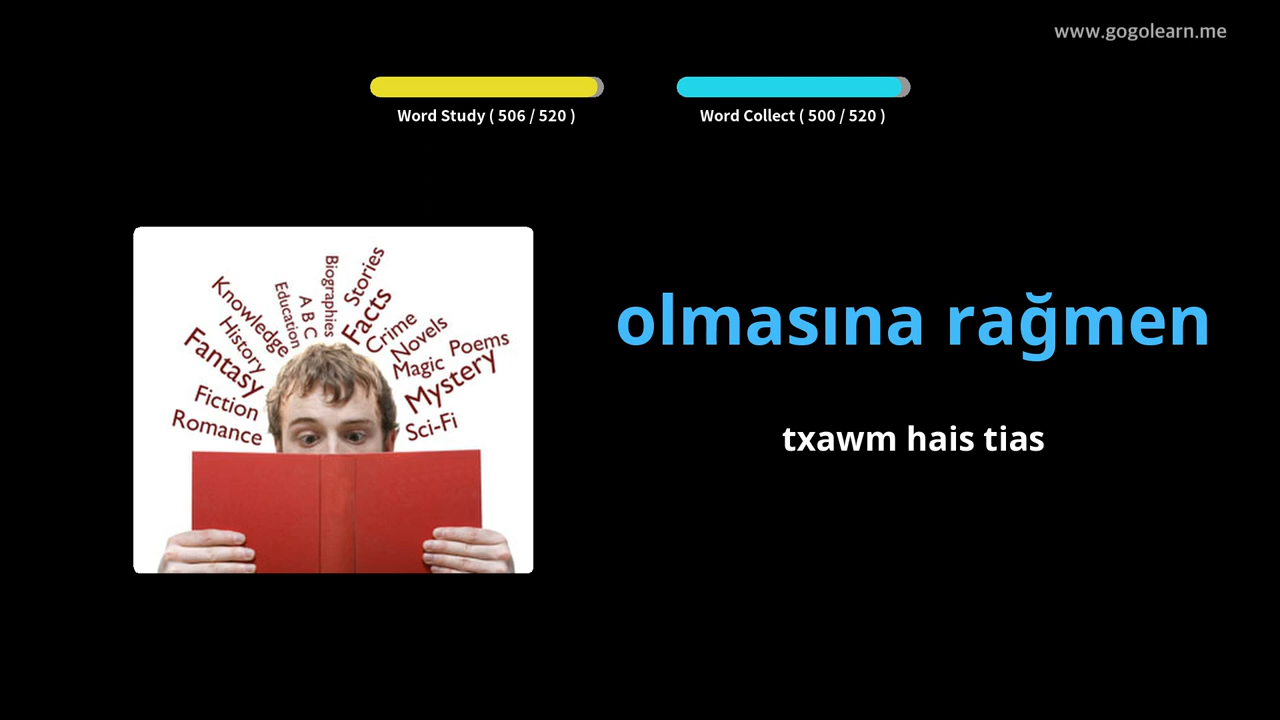 www.gogolearn.me
Word Study ( 506 / 520 )
Word Collect ( 500 / 520 )
Knowledge
Education
A B C
Biographies
Stories
Facts
Crime
Novels
Poems
Magic
Mystery
Sci-Fi
History
Fantasy
Fiction
Romance
olmasına rağmen
txawm hais tias